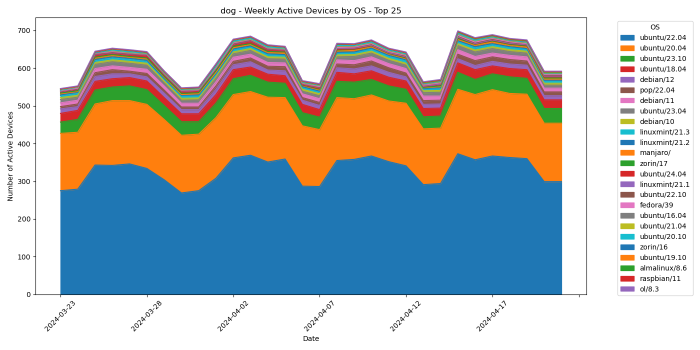 dog - Weekly Active Devices by OS - Top 25
Number of Active Devices
700
600
500
400
300
200
100
0
2024-03-23
2024-03-28
2024-04-02
2024-04-07
2024-04-12
2024-04-17
Date
OS
ubuntu/22.04
ubuntu/20.04
ubuntu/23.10
ubuntu/18.04
debian/12
pop/22.04
debian/11
ubuntu/23.04
debian/10
linuxmint/21.3
linuxmint/21.2
manjaro/
zorin/17
ubuntu/24.04
linuxmint/21.1
ubuntu/22.10
fedora/39
ubuntu/16.04
ubuntu/21.04
ubuntu/20.10
zorin/16
ubuntu/19.10
almalinux/8.6
raspbian/11
ol/8.3